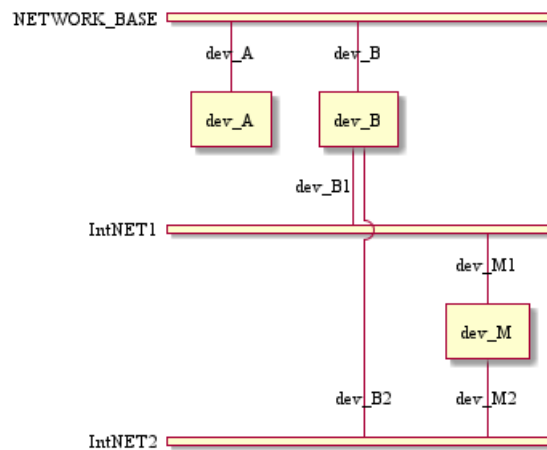 NETWORK_BASE
dev_A
dev_B
dev_A
dev_B
dev_B1
IntNET1
dev_M1
dev_M
dev_B2
dev_M2
IntNET2